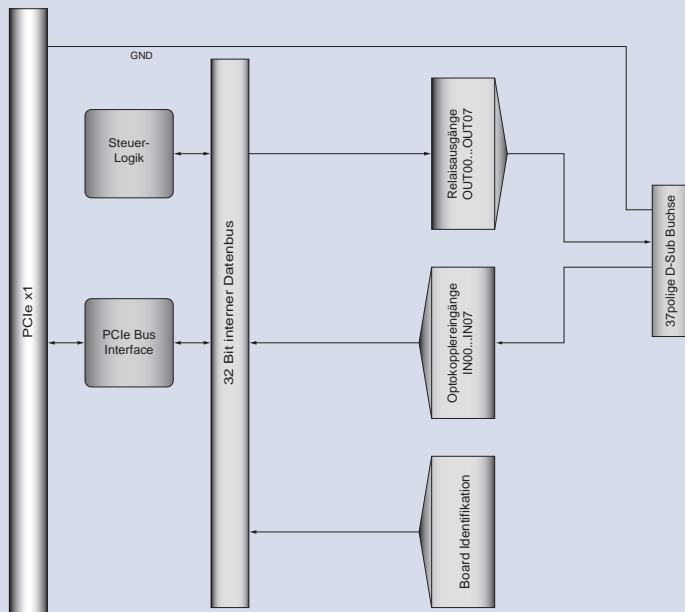 GND
PCIe x1
Steuer-
Logik
PCIe Bus
Interface
32 Bit interner Datenbus
Relaisausgänge
OUT00...OUT07
Optokopplereingänge
IN00...IN07
Board Identifikation
37polige D-Sub Buchse